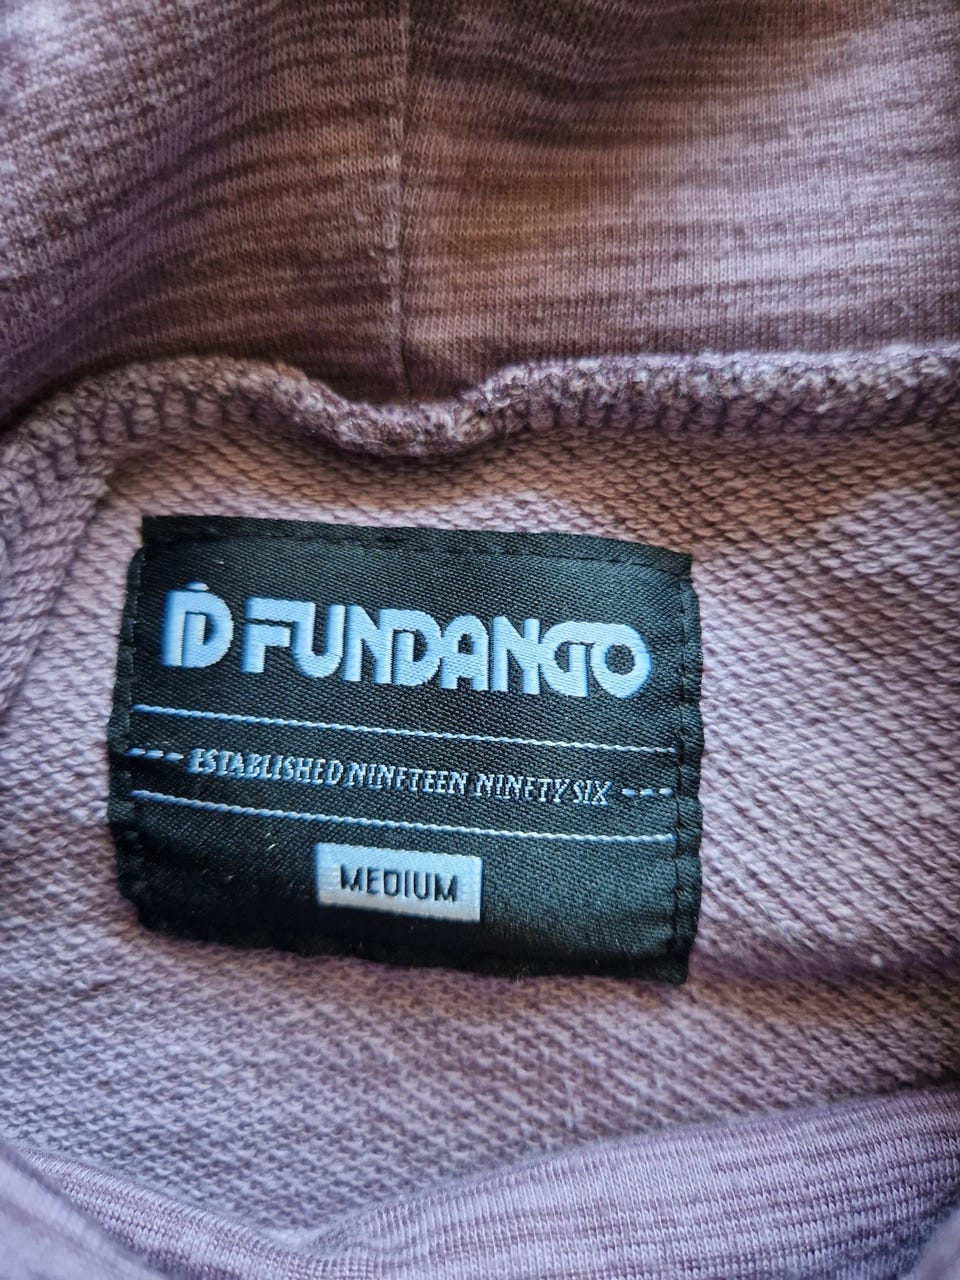 FUNDANGO
ESTABLISHED NINETEEN NINETY SIX
MEDIUM